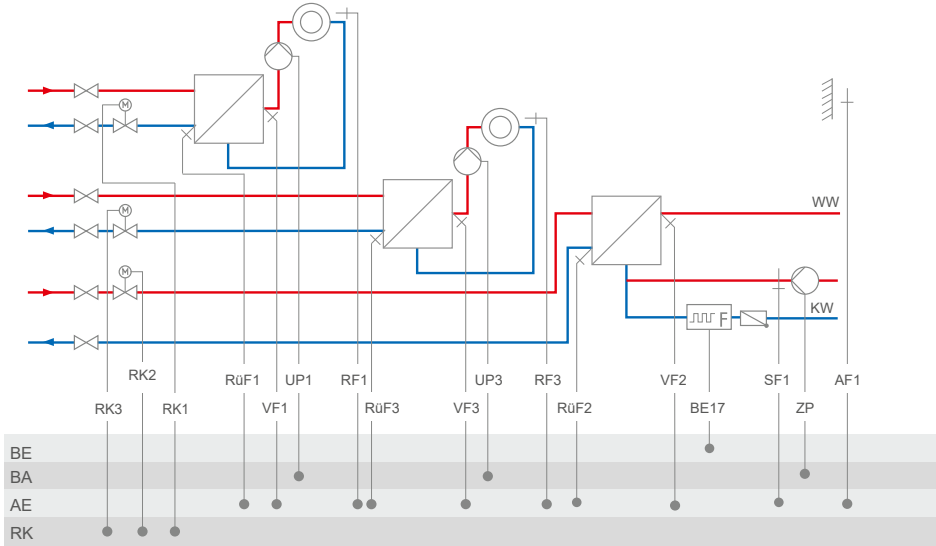 M
WW
M
M
F
KW
RK2 RüF1 UP1 RF1 UP3 RF3 VF2 SF1 AF1
RK3 RK1 VF1 RüF3 VF3 RüF2 BE17 ZP
BE
BA
AE
RK